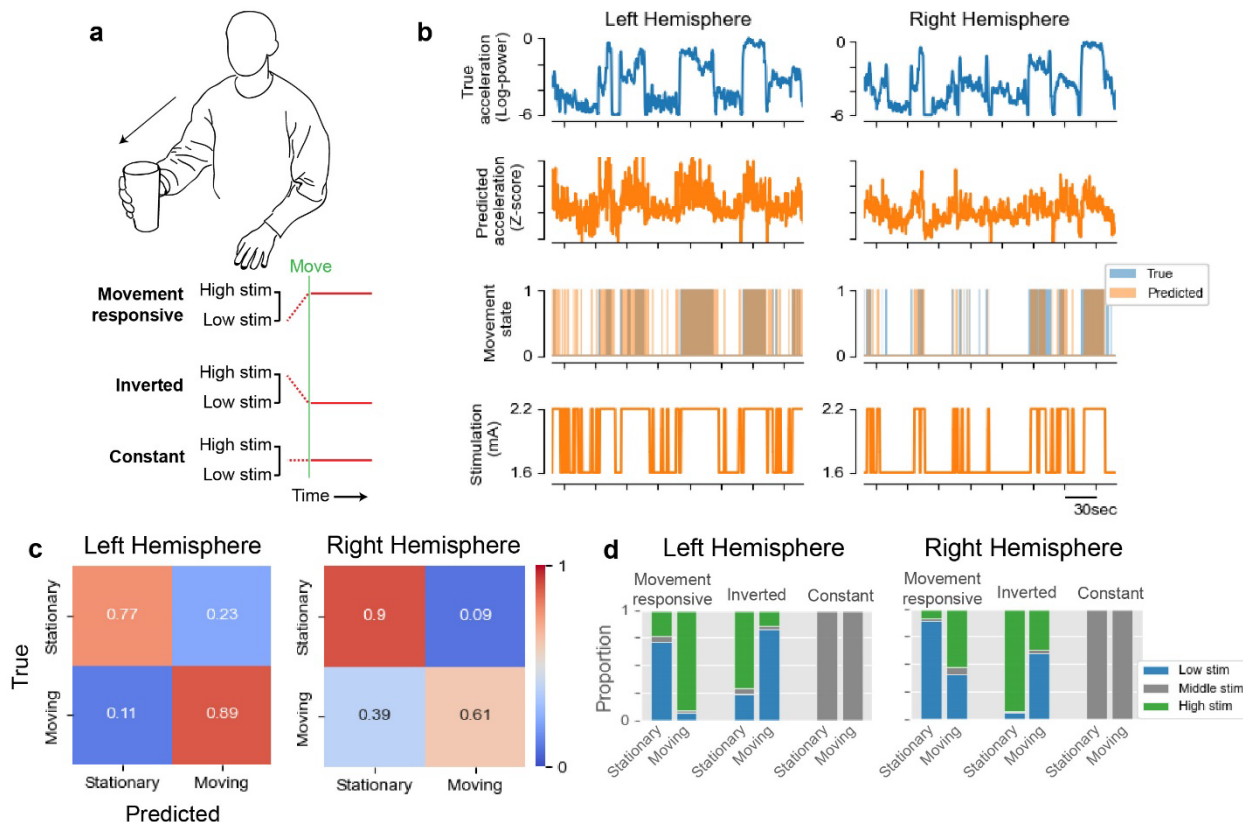 a
Move
Movement
responsive
High stim
Low stim
Inverted
High stim
Low stim
Constant
High stim
Low stim
Time
b
Left Hemisphere
Right Hemisphere
True
acceleration
(Log-power)
0
-6
0
-6
Predicted
acceleration
(Z-score)
Movement
state
1
0
1
0
True
Predicted
Stimulation
(mA)
2.2
1.6
2.2
1.6
30sec
c
Left Hemisphere
Right Hemisphere
True
Stationary
Moving
0.77
0.23
0.11
0.89
Stationary
Moving
Predicted
Stationary
Moving
0.9
0.09
0.39
0.61
Stationary
Moving
1
0
d
Left Hemisphere
Right Hemisphere
Movement
responsive
Inverted
Constant
Proportion
1
0
Stationary
Moving
Stationary
Moving
Stationary
Moving
Movement
responsive
Inverted
Constant
1
0
Stationary
Moving
Stationary
Moving
Stationary
Moving
Low stim
Middle stim
High stim